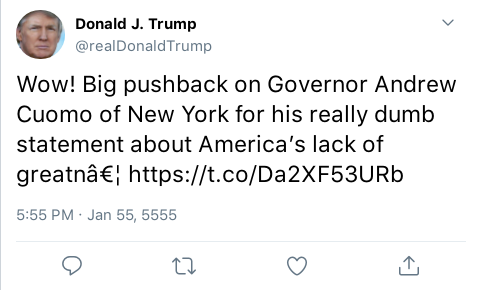 Donald J. Trump
@realDonaldTrump
Wow! Big pushback on Governor Andrew
Cuomo of New York for his really dumb
statement about America’s lack of
greatnâ€¦ https://t.co/Da2XF53URb
5:55 PM · Jan 55, 5555